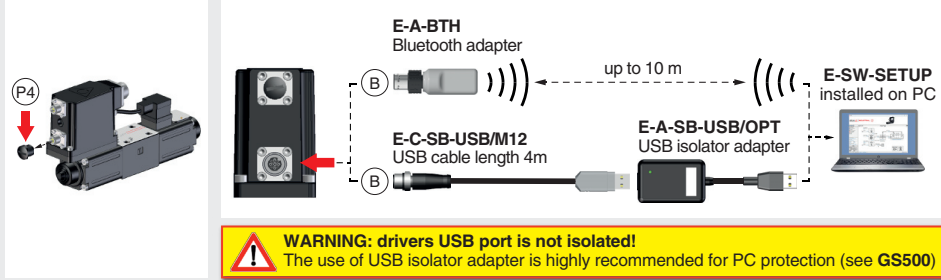 P4
B
E-A-BTH
Bluetooth adapter
up to 10 m
E-SW-SETUP
installed on PC
B
E-C-SB-USB/M12
USB cable length 4m
E-A-SB-USB/OPT
USB isolator adapter
WARNING: drivers USB port is not isolated!
The use of USB isolator adapter is highly recommended for PC protection (see GS500)